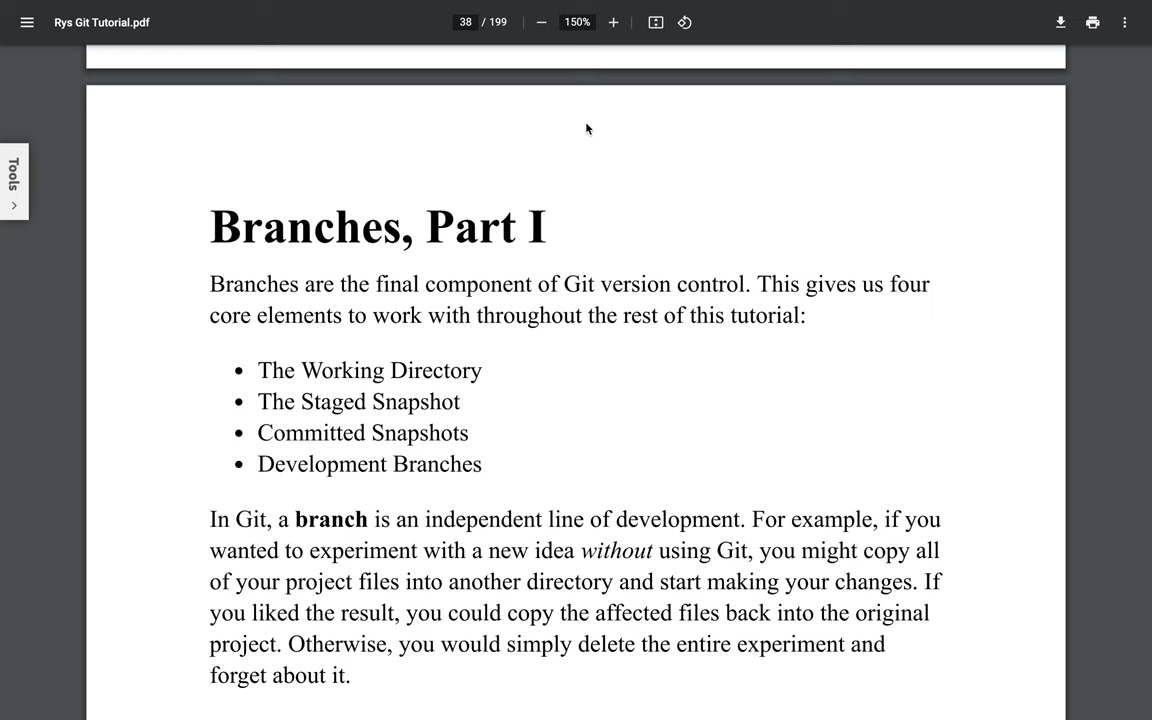 Rys Git Tutorial.pdf 38 / 199 150%
Tools
Branches, Part I
Branches are the final component of Git version control. This gives us four
core elements to work with throughout the rest of this tutorial:
• The Working Directory
• The Staged Snapshot
• Committed Snapshots
• Development Branches
In Git, a branch is an independent line of development. For example, if you
wanted to experiment with a new idea without using Git, you might copy all
of your project files into another directory and start making your changes. If
you liked the result, you could copy the affected files back into the original
project. Otherwise, you would simply delete the entire experiment and
forget about it.